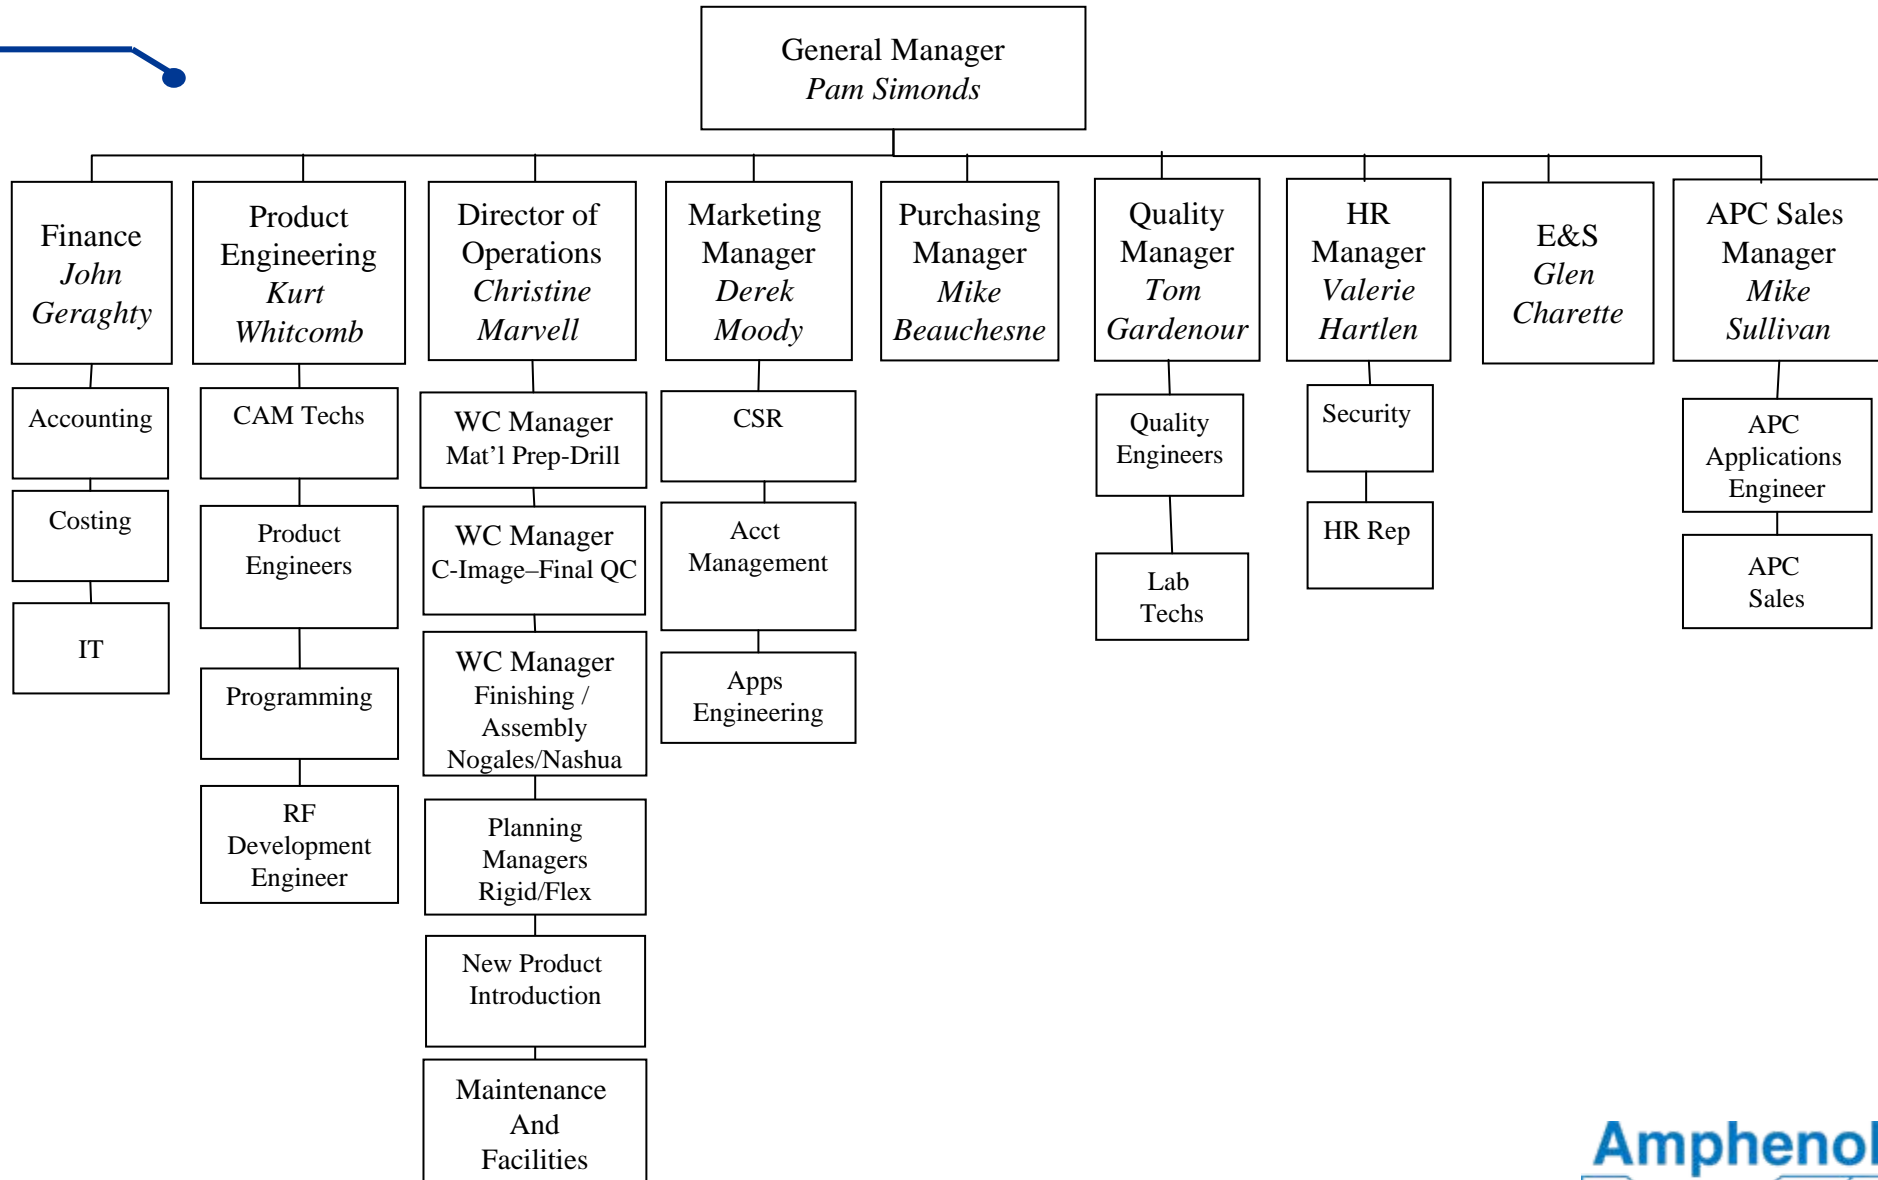 General Manager
Pam Simonds
Finance
John
Geraghty
Product
Engineering
Kurt
Whitcomb
Director of
Operations
Christine
Marvell
Marketing
Manager
Derek
Moody
Purchasing
Manager
Mike
Beauchesne
Quality
Manager
Tom
Gardenour
HR
Manager
Valerie
Hartlen
E&S
Glen
Charette
APC Sales
Manager
Mike
Sullivan
Accounting
Costing
IT
CAM Techs
Product
Engineers
Programming
RF
Development
Engineer
WC Manager
Mat’l Prep-Drill
WC Manager
C-Image–Final QC
WC Manager
Finishing /
Assembly
Nogales/Nashua
Planning
Managers
Rigid/Flex
New Product
Introduction
Maintenance
And
Facilities
CSR
Acct
Management
Apps
Engineering
Quality
Engineers
Lab
Techs
Security
HR Rep
APC
Applications
Engineer
APC
Sales
Amphenol